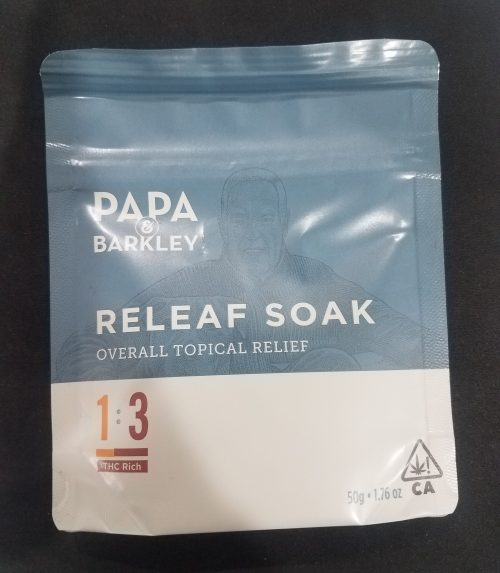 PAPA
&
BARKLEY
RELEAF SOAK
OVERALL TOPICAL RELIEF
1:3
THC Rich
50g • 1.76 oz
!
CA